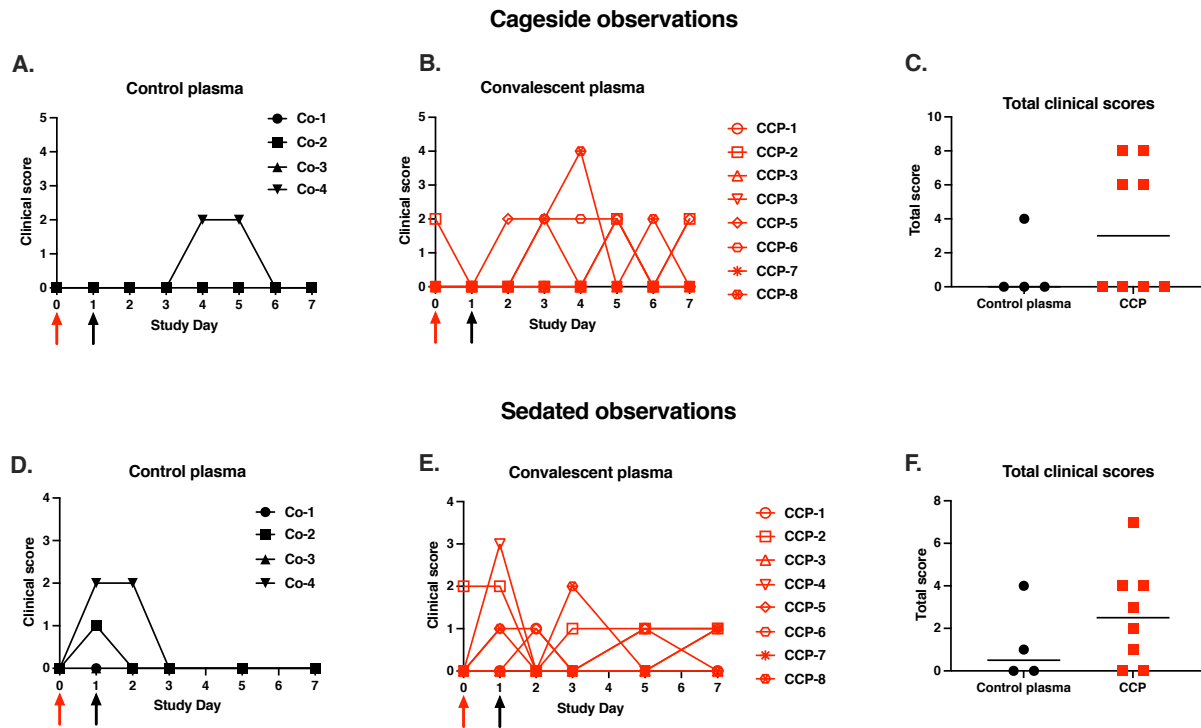 Cageside observations
A.
Control plasma
5
4
3
2
1
0
Clinical score
0 1 2 3 4 5 6 7
Study Day
Co-1
Co-2
Co-3
Co-4
B.
Convalescent plasma
5
4
3
2
1
0
Clinical score
0 1 2 3 4 5 6 7
Study Day
CCP-1
CCP-2
CCP-3
CCP-3
CCP-5
CCP-6
CCP-7
CCP-8
C.
Total clinical scores
10
8
6
4
2
0
Total score
Control plasma CCP
Sedated observations
D.
Control plasma
4
3
2
1
0
Clinical score
0 1 2 3 4 5 6 7
Study Day
Co-1
Co-2
Co-3
Co-4
E.
Convalescent plasma
4
3
2
1
0
Clinical score
0 1 2 3 4 5 6 7
Study Day
CCP-1
CCP-2
CCP-3
CCP-4
CCP-5
CCP-6
CCP-7
CCP-8
F.
Total clinical scores
8
6
4
2
0
Total score
Control plasma CCP